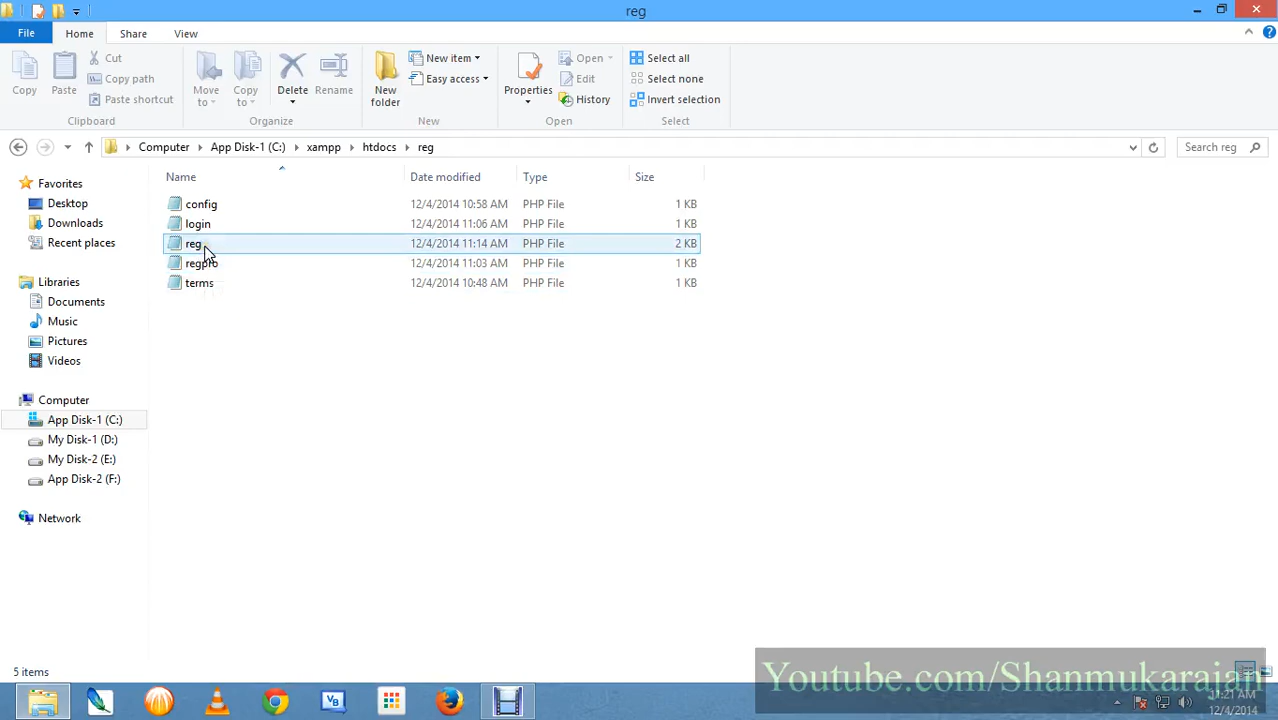 reg
File Home Share View
Copy
Paste
Cut
Copy path
Paste shortcut
Clipboard
Move to
Copy to
Delete
Rename
Organize
New folder
New item
Easy access
New
Properties
Open
Edit
History
Open
Select all
Select none
Invert selection
Select
Computer App Disk-1 (C:) xampp htdocs reg
Search reg
Name Date modified Type Size
config 12/4/2014 10:58 AM PHP File 1 KB
login 12/4/2014 11:06 AM PHP File 1 KB
reg 12/4/2014 11:14 AM PHP File 2 KB
regpro 12/4/2014 11:03 AM PHP File 1 KB
terms 12/4/2014 10:48 AM PHP File 1 KB
Favorites
Desktop
Downloads
Recent places
Libraries
Documents
Music
Pictures
Videos
Computer
App Disk-1 (C:)
My Disk-1 (D:)
My Disk-2 (E:)
App Disk-2 (F:)
Network
5 items
Youtube.com/Shanmukarajan
VB
11:21 AM
12/4/2014